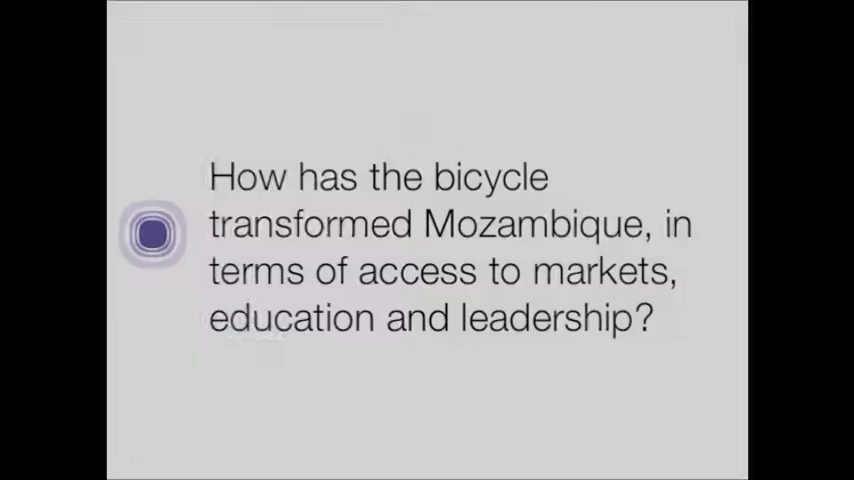 How has the bicycle
transformed Mozambique, in
terms of access to markets,
education and leadership?